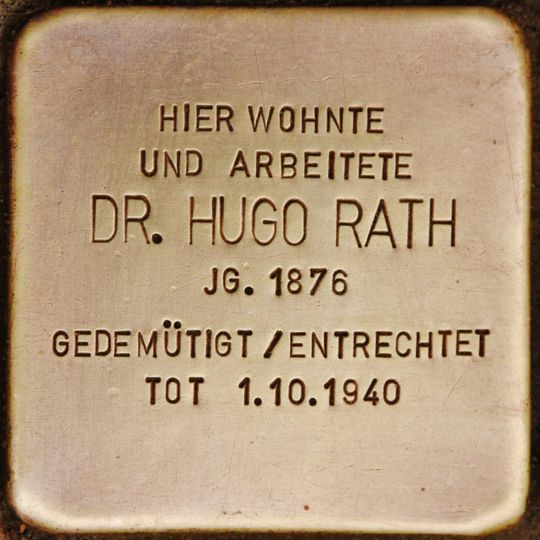 HIER WOHNTE
UND ARBEITETE
DR. HUGO RATH
JG. 1876
GEDEMÜTIGT / ENTRECHTET
TOT 1.10.1940